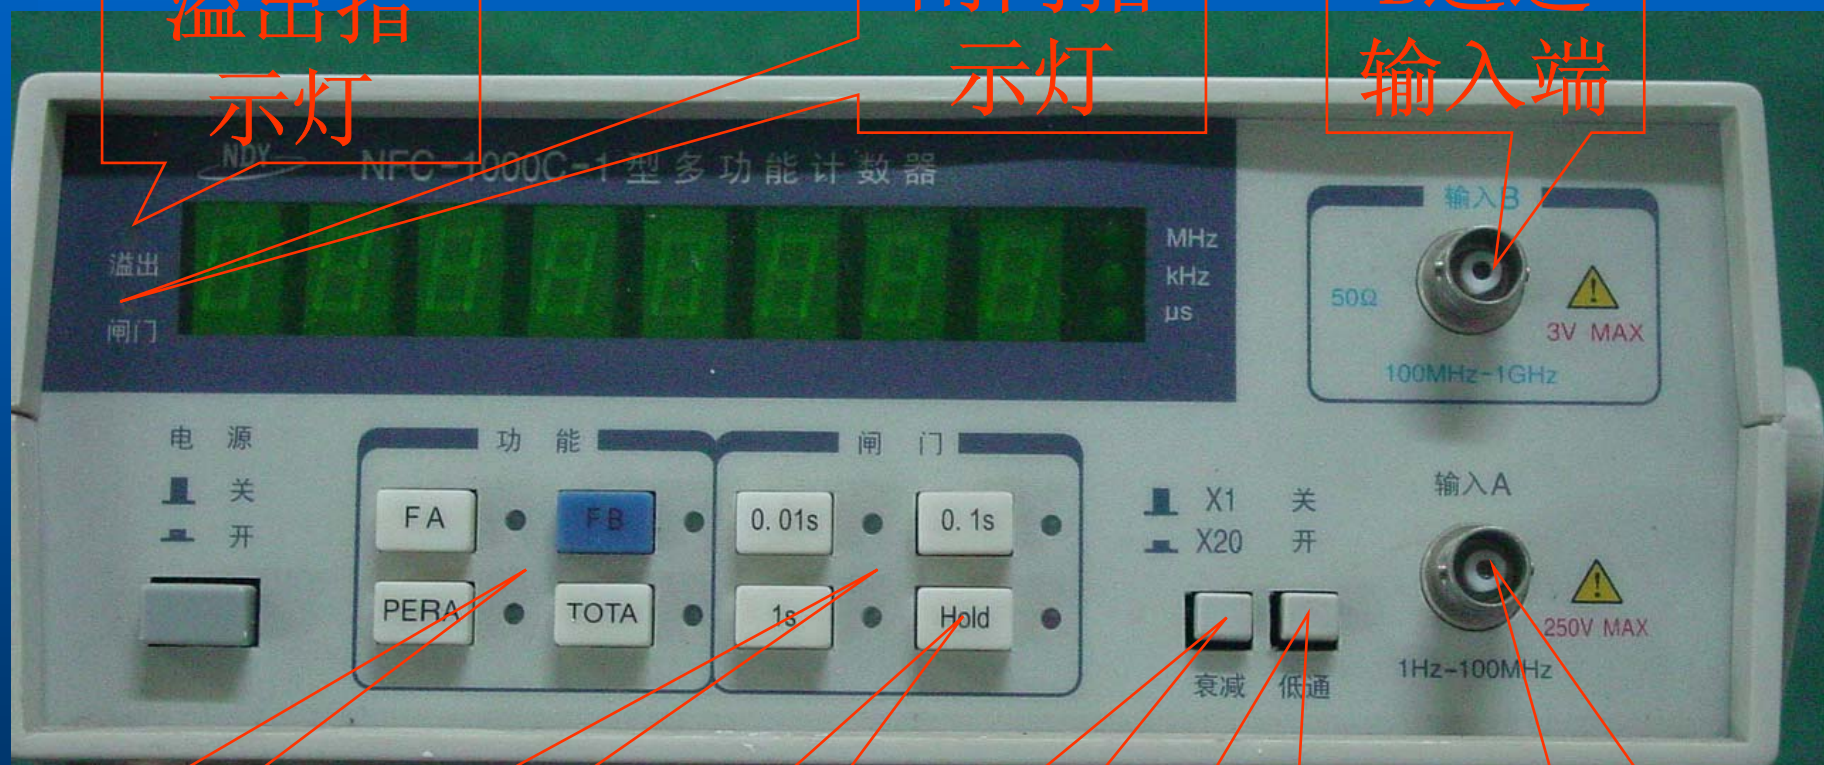 溢出指
示灯
闸门指
示灯
B通道
输入端
NDY
NFC-1000C-1型多功能计数器
溢出
闸门
MHz
kHz
µs
输入B
50Ω
3V MAX
100MHz-1GHz
电源
关
开
功能
FA
FB
PERA
TOTA
闸门
0.01s
0.1s
1s
Hold
X1 关
X20 开
衰减
低通
输入A
250V MAX
1Hz-100MHz